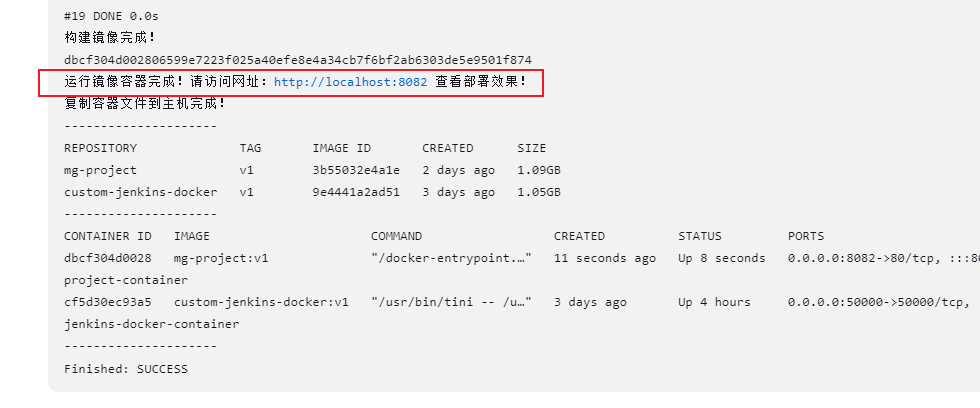 #19 DONE 0.0s
构建镜像完成!
dbcf304d002806599e7223f025a40efe8e4a34cb7f6bf2ab6303de5e9501f874
运行镜像容器完成! 请访问网址: http://localhost:8082 查看部署效果!
复制容器文件到主机完成!
---------------------
REPOSITORY TAG IMAGE ID CREATED SIZE
mg-project v1 3b55032e4a1e 2 days ago 1.09GB
custom-jenkins-docker v1 9e4441a2ad51 3 days ago 1.05GB
---------------------
CONTAINER ID IMAGE COMMAND CREATED STATUS PORTS
dbcf304d0028 mg-project:v1 "/docker-entrypoint.…" 11 seconds ago Up 8 seconds 0.0.0.0:8082->80/tcp, :::80
project-container
cf5d30ec93a5 custom-jenkins-docker:v1 "/usr/bin/tini -- /u…" 3 days ago Up 4 hours 0.0.0.0:50000->50000/tcp,
jenkins-docker-container
---------------------
Finished: SUCCESS